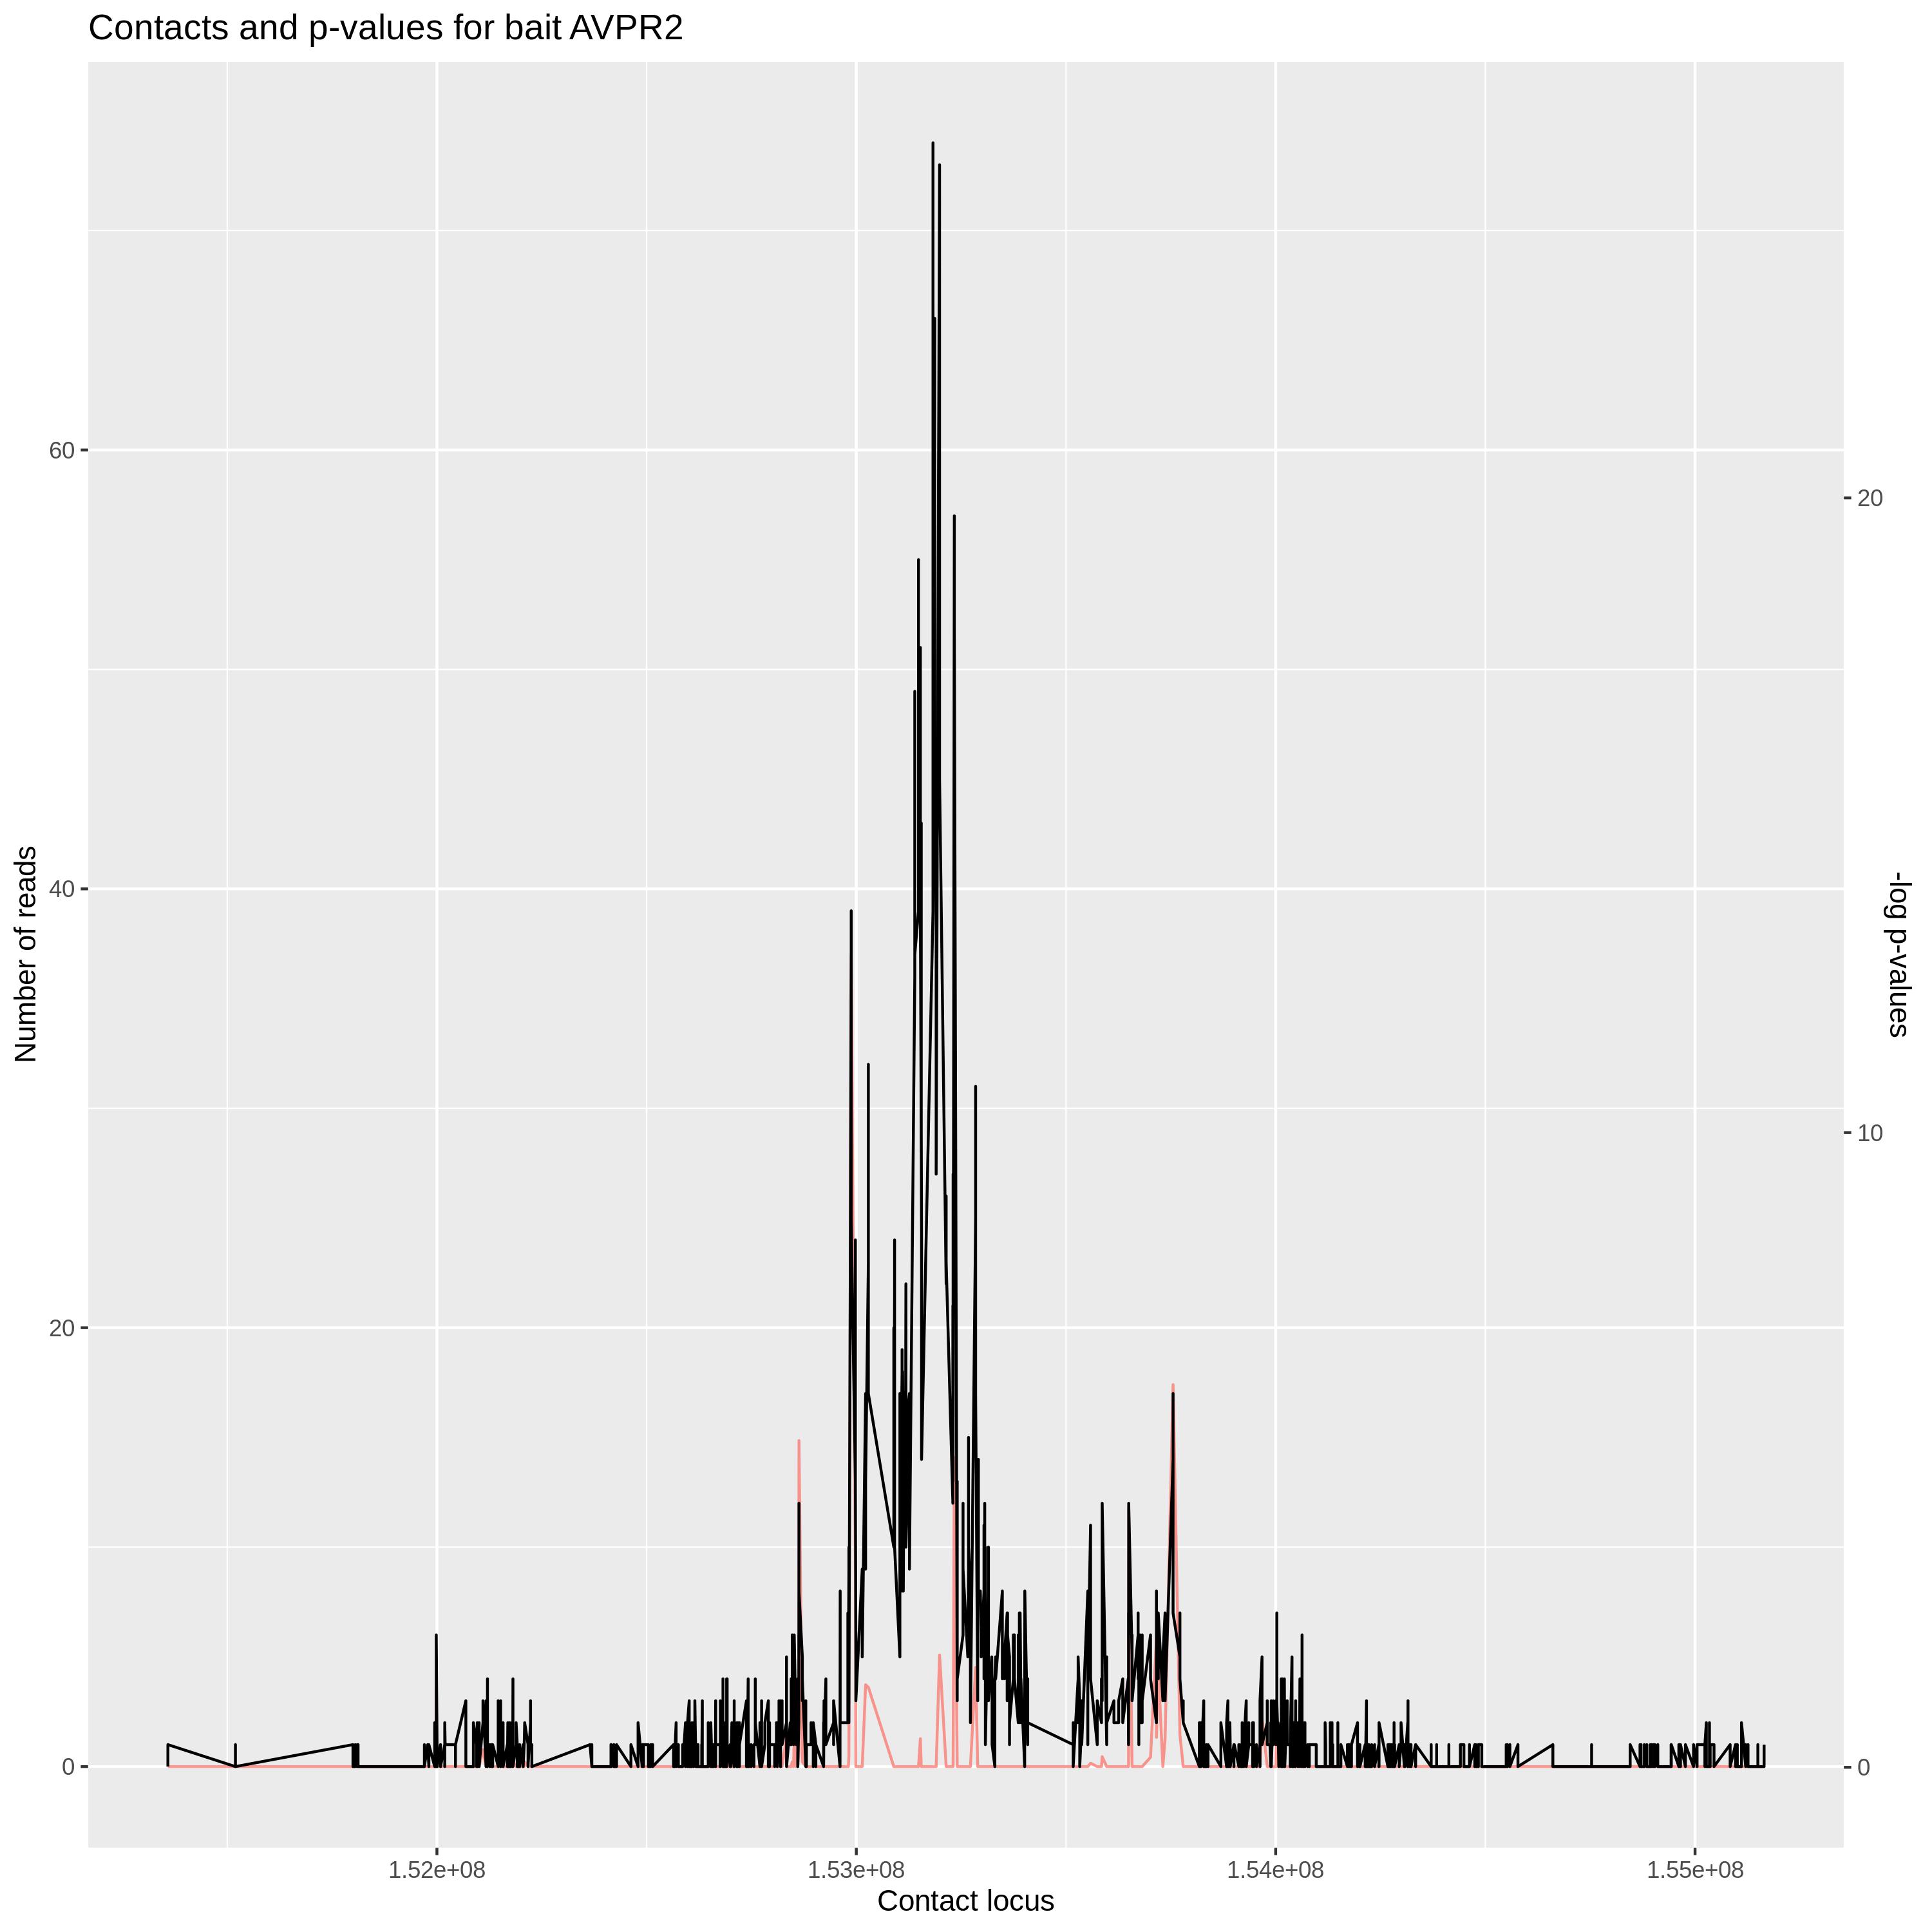 Contacts and p-values for bait AVPR2
Number of reads
60
40
20
0
20
10
0
-log p-values
1.52e+08
1.53e+08
1.54e+08
1.55e+08
Contact locus